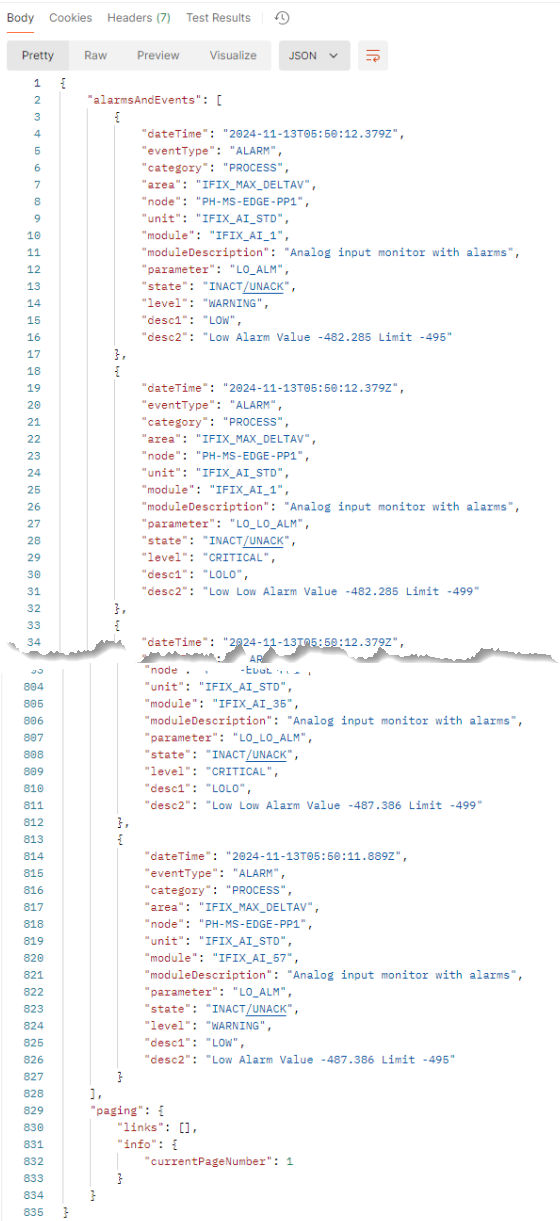 Body Cookies Headers (7) Test Results
Pretty Raw Preview Visualize JSON
1 {
2 "alarmsAndEvents": [
3 {
4 "dateTime": "2024-11-13T05:50:12.379Z",
5 "eventType": "ALARM",
6 "category": "PROCESS",
7 "area": "IFIX_MAX_DELTAV",
8 "node": "PH-MS-EDGE-PP1",
9 "unit": "IFIX_AI_STD",
10 "module": "IFIX_AI_1",
11 "moduleDescription": "Analog input monitor with alarms",
12 "parameter": "LO_ALM",
13 "state": "INACT/UNACK",
14 "level": "WARNING",
15 "desc1": "LOW",
16 "desc2": "Low Alarm Value -482.285 Limit -495"
17 },
18 {
19 "dateTime": "2024-11-13T05:50:12.379Z",
20 "eventType": "ALARM",
21 "category": "PROCESS",
22 "area": "IFIX_MAX_DELTAV",
23 "node": "PH-MS-EDGE-PP1",
24 "unit": "IFIX_AI_STD",
25 "module": "IFIX_AI_1",
26 "moduleDescription": "Analog input monitor with alarms",
27 "parameter": "LO_LO_ALM",
28 "state": "INACT/UNACK",
29 "level": "CRITICAL",
30 "desc1": "LOLO",
31 "desc2": "Low Low Alarm Value -482.285 Limit -499"
32 },
33 {
34 "dateTime": "2024-11-13T05:50:12.379Z",
"node": -EDGE-PP1",
804 "unit": "IFIX_AI_STD",
805 "module": "IFIX_AI_35",
806 "moduleDescription": "Analog input monitor with alarms",
807 "parameter": "LO_LO_ALM",
808 "state": "INACT/UNACK",
809 "level": "CRITICAL",
810 "desc1": "LOLO",
811 "desc2": "Low Low Alarm Value -487.386 Limit -499"
812 },
813 {
814 "dateTime": "2024-11-13T05:50:11.889Z",
815 "eventType": "ALARM",
816 "category": "PROCESS",
817 "area": "IFIX_MAX_DELTAV",
818 "node": "PH-MS-EDGE-PP1",
819 "unit": "IFIX_AI_STD",
820 "module": "IFIX_AI_57",
821 "moduleDescription": "Analog input monitor with alarms",
822 "parameter": "LO_ALM",
823 "state": "INACT/UNACK",
824 "level": "WARNING",
825 "desc1": "LOW",
826 "desc2": "Low Alarm Value -487.386 Limit -495"
827 }
828 ],
829 "paging": {
830 "links": [],
831 "info": {
832 "currentPageNumber": 1
833 }
834 }
835 }